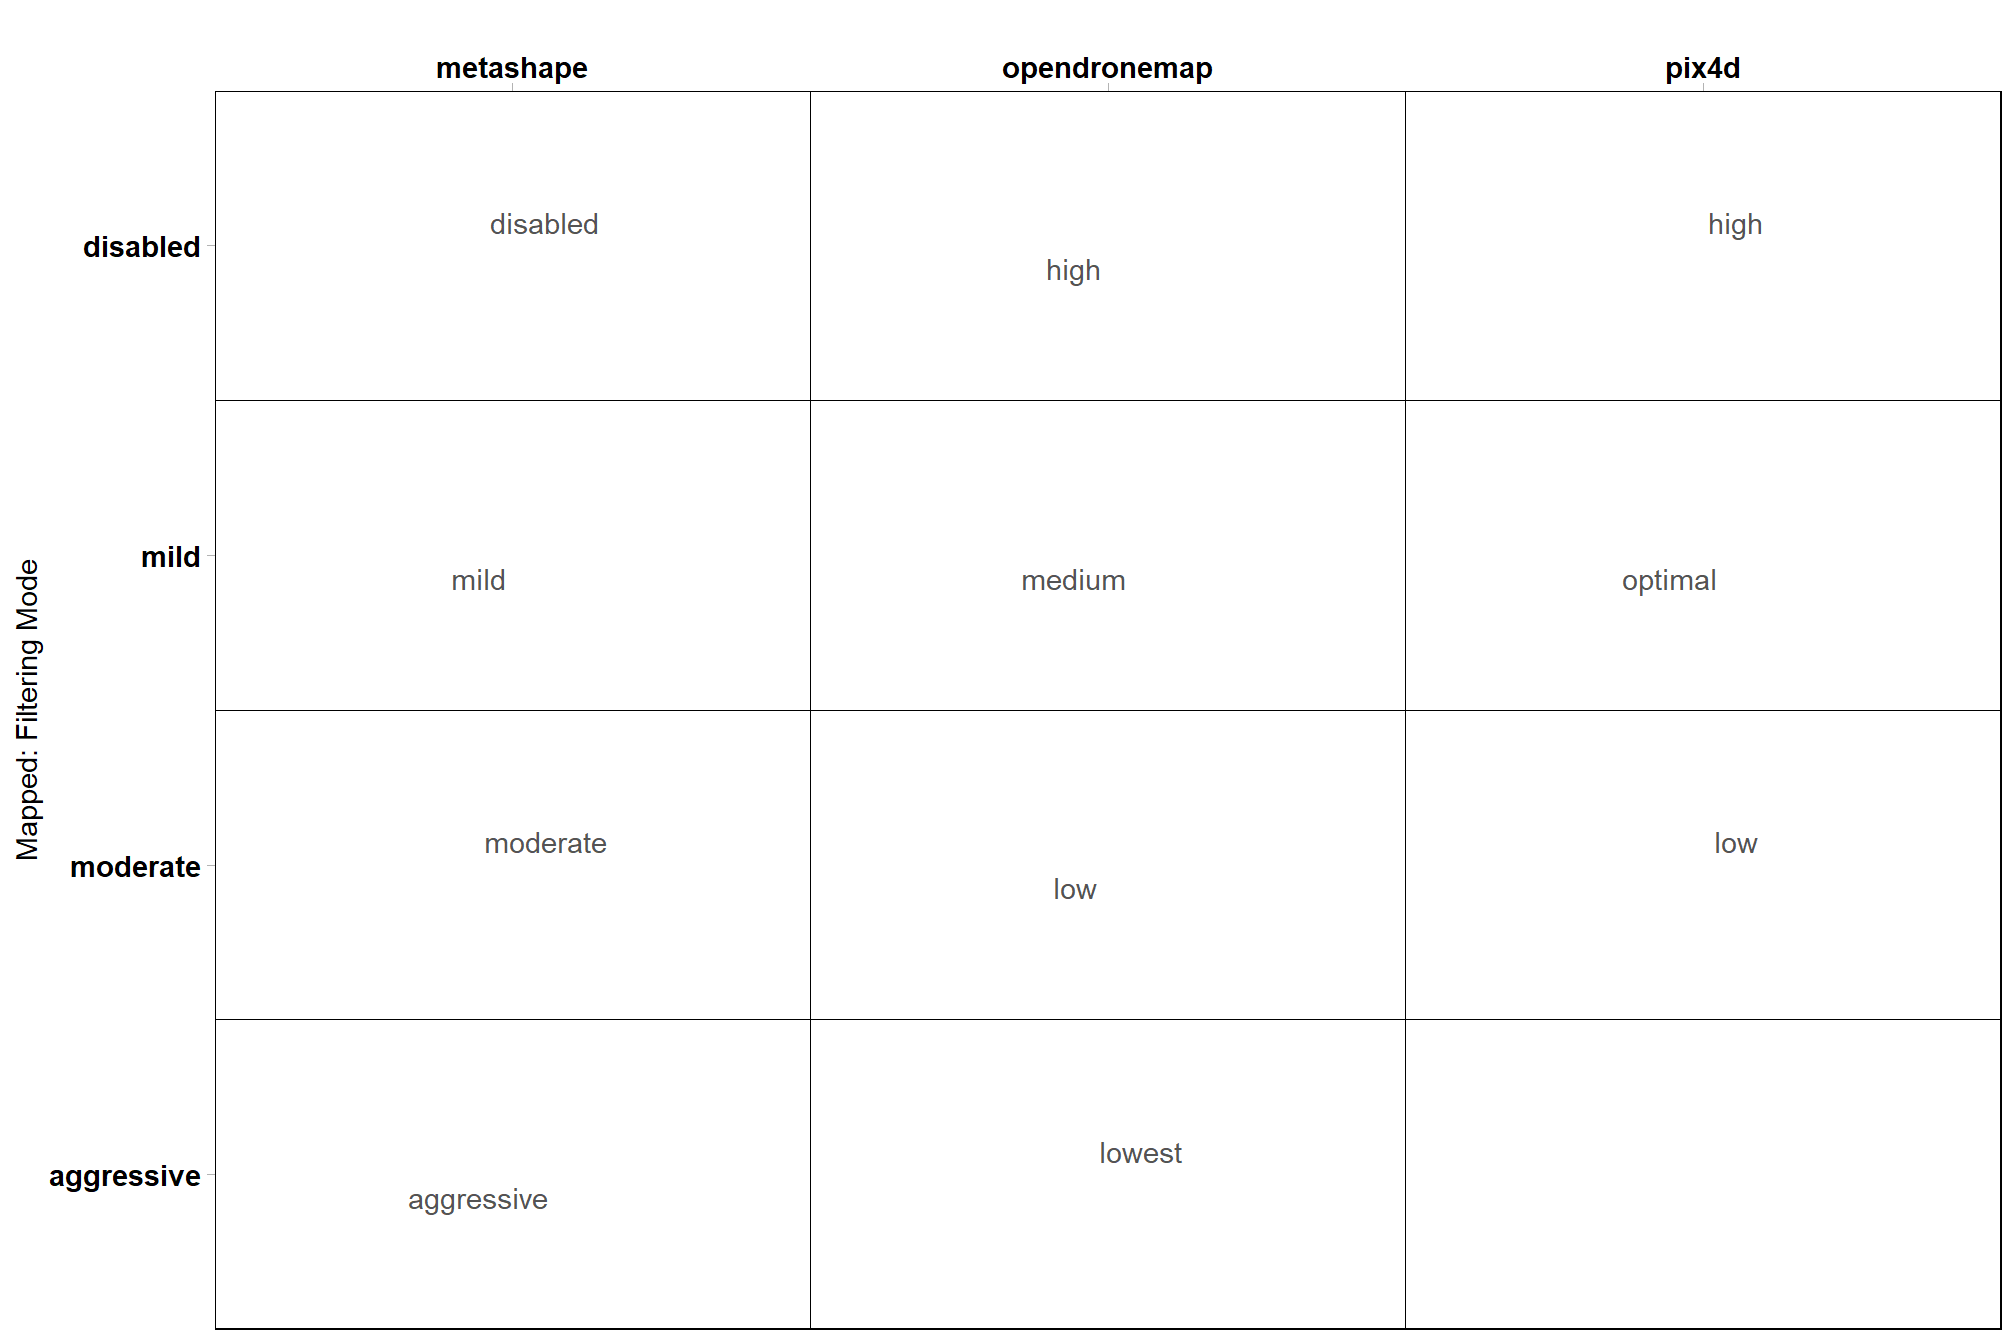 metashape opendronemap pix4d
disabled disabled high high
mild mild medium optimal
Mapped: Filtering Mode
moderate moderate low low
aggressive aggressive lowest